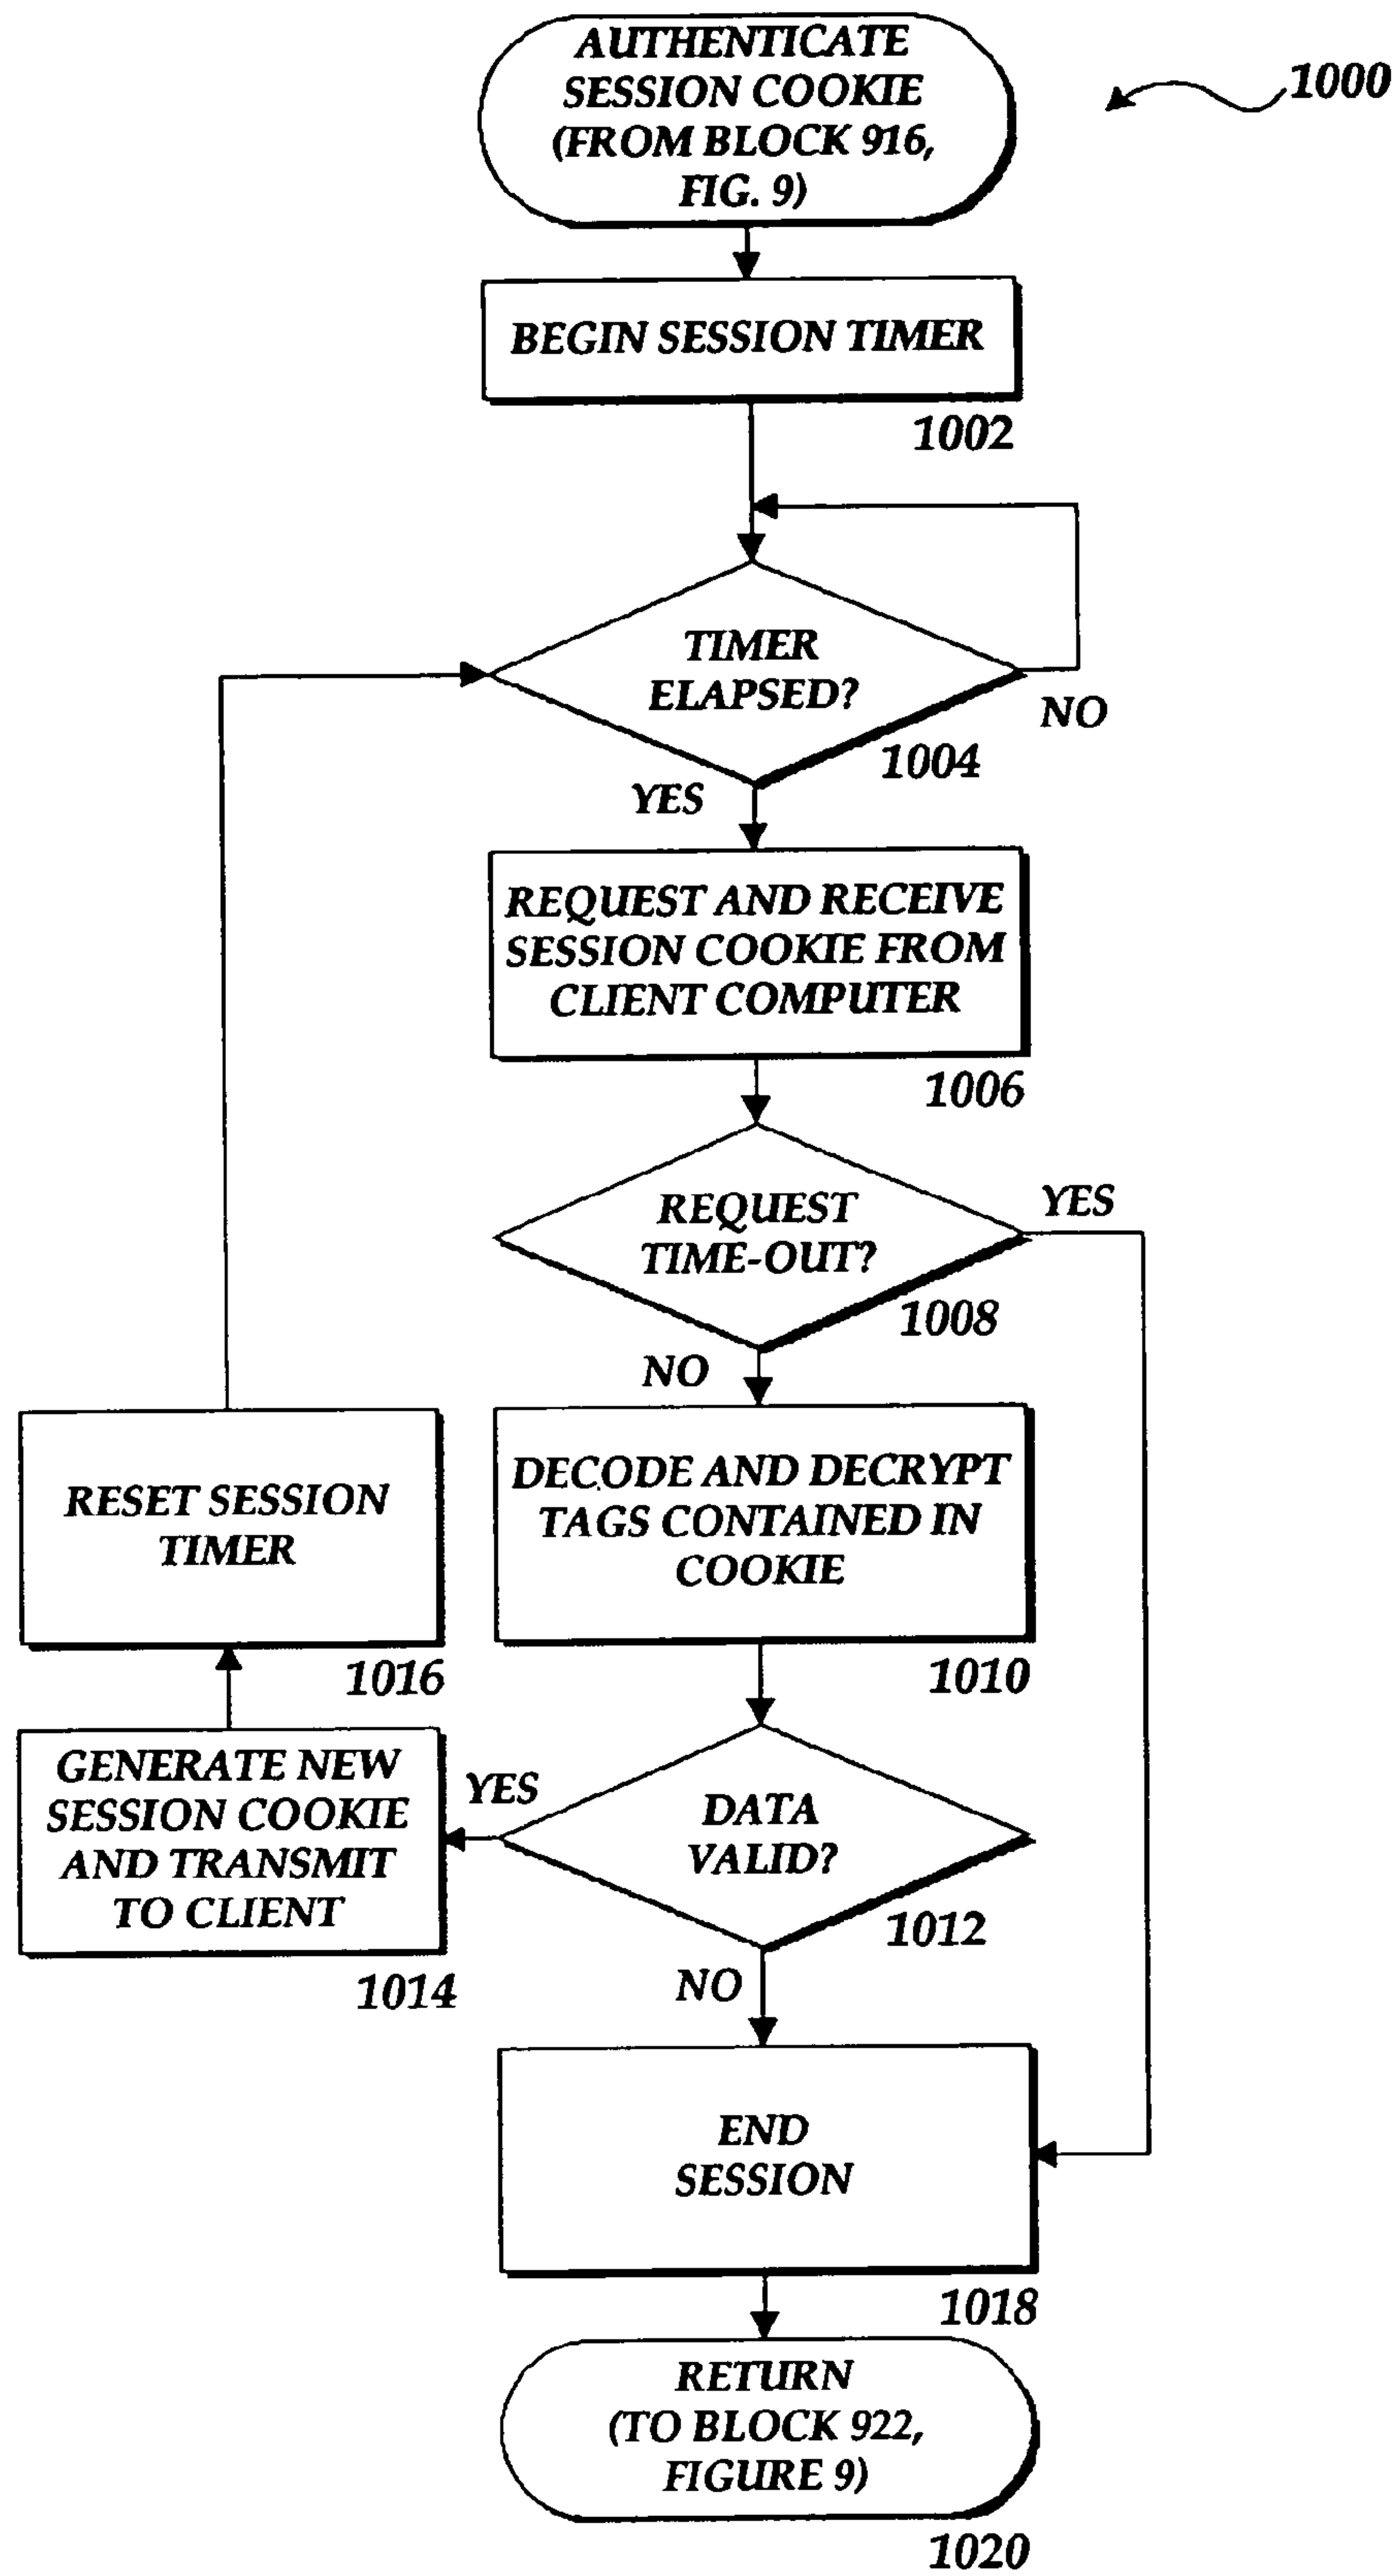 AUTHENTICATE
SESSION COOKIE
(FROM BLOCK 916,
FIG. 9)
1000
BEGIN SESSION TIMER
1002
TIMER
ELAPSED?
NO
1004
YES
REQUEST AND RECEIVE
SESSION COOKIE FROM
CLIENT COMPUTER
1006
REQUEST
TIME-OUT?
YES
1008
NO
DECODE AND DECRYPT
TAGS CONTAINED IN
COOKIE
1010
RESET SESSION
TIMER
1016
GENERATE NEW
SESSION COOKIE
AND TRANSMIT
TO CLIENT
1014
YES
DATA
VALID?
1012
NO
END
SESSION
1018
RETURN
(TO BLOCK 922,
FIGURE 9)
1020